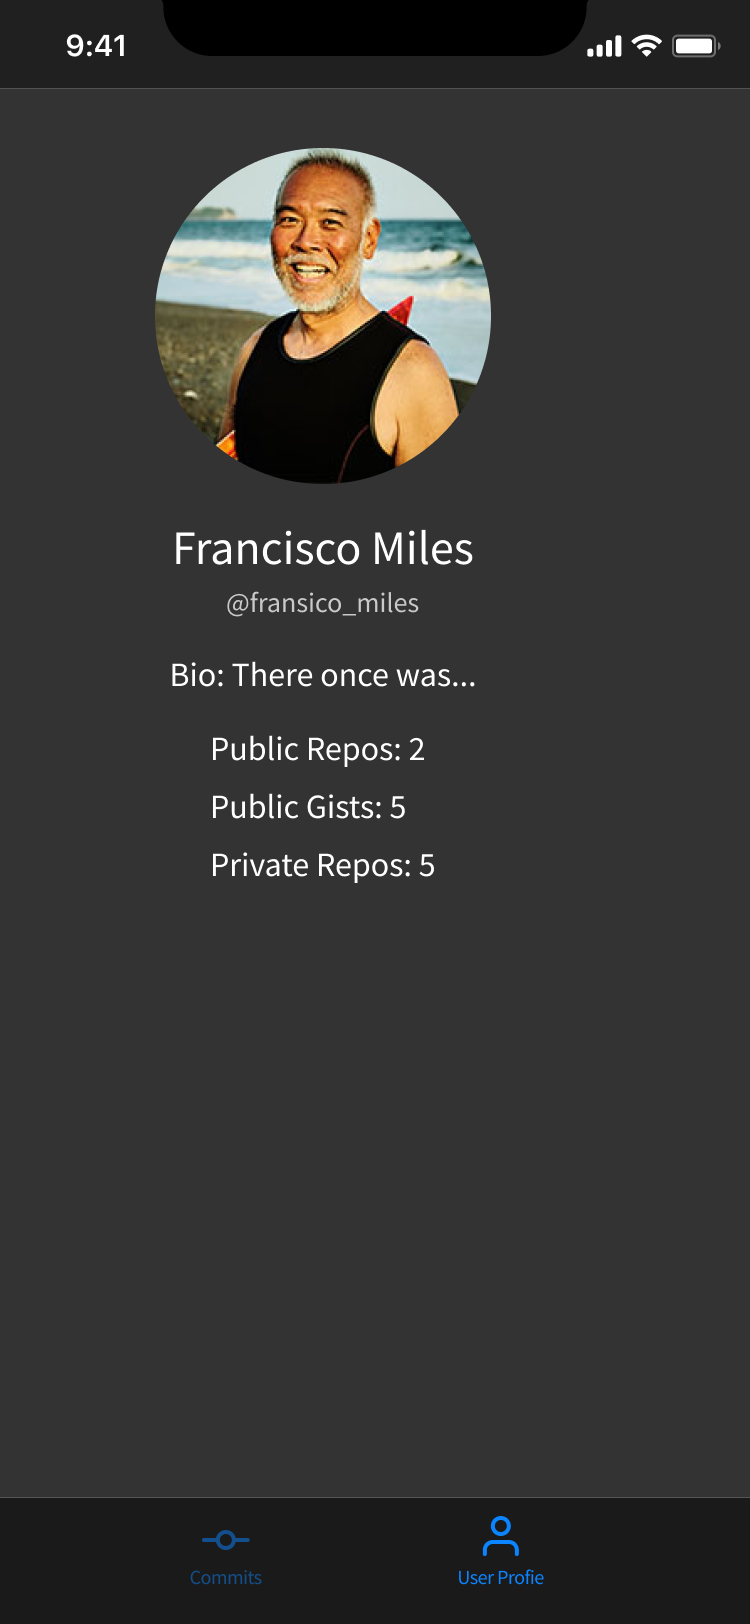 9:41
Francisco Miles
@fransico_miles
Bio: There once was...
Public Repos: 2
Public Gists: 5
Private Repos: 5
Commits
User Profie